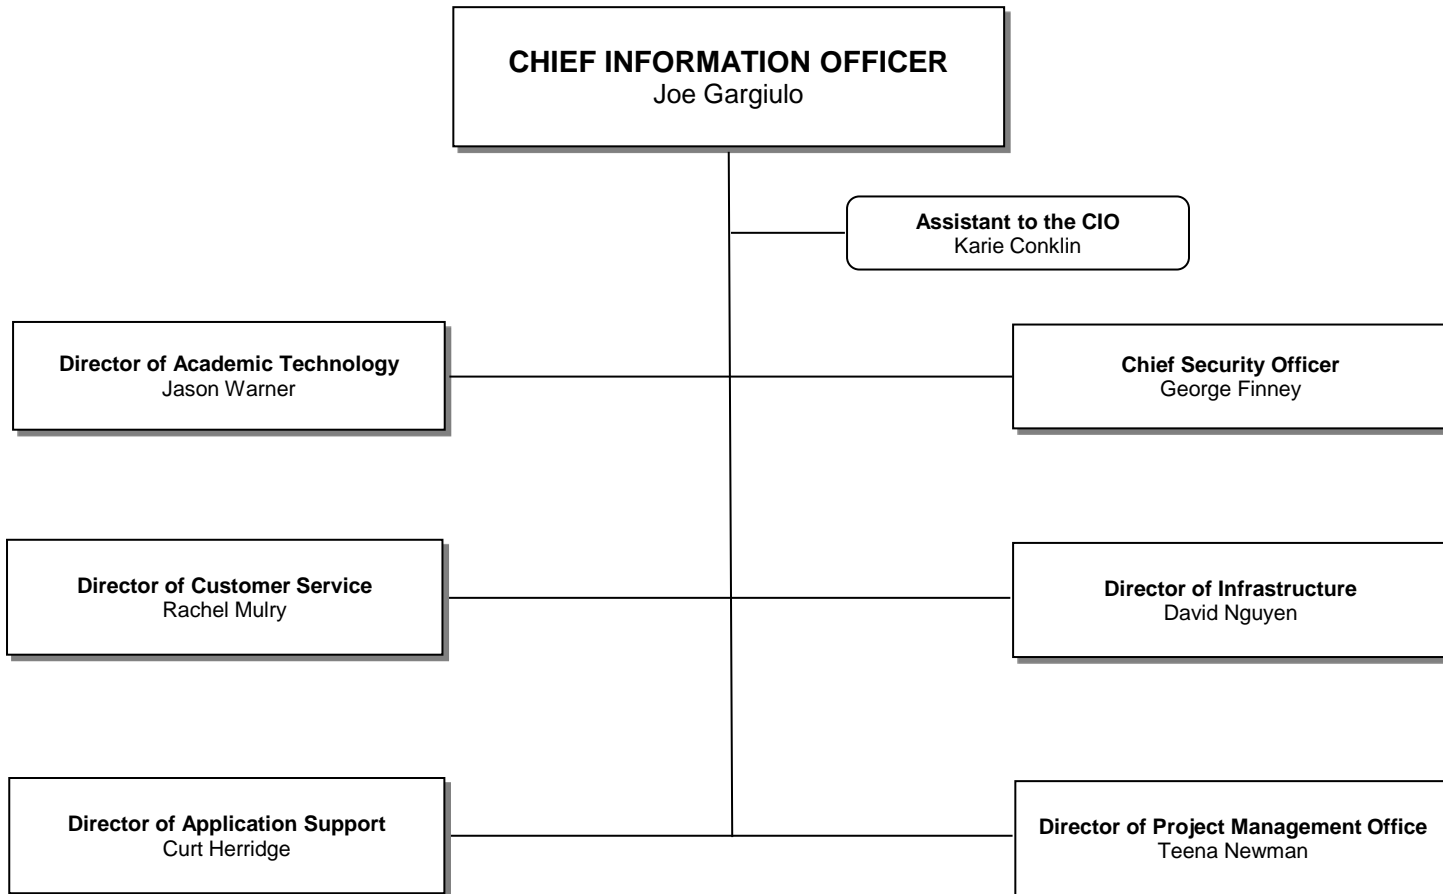 CHIEF INFORMATION OFFICER
Joe Gargiulo
Assistant to the CIO
Karie Conklin
Director of Academic Technology
Jason Warner
Chief Security Officer
George Finney
Director of Customer Service
Rachel Mulry
Director of Infrastructure
David Nguyen
Director of Application Support
Curt Herridge
Director of Project Management Office
Teena Newman